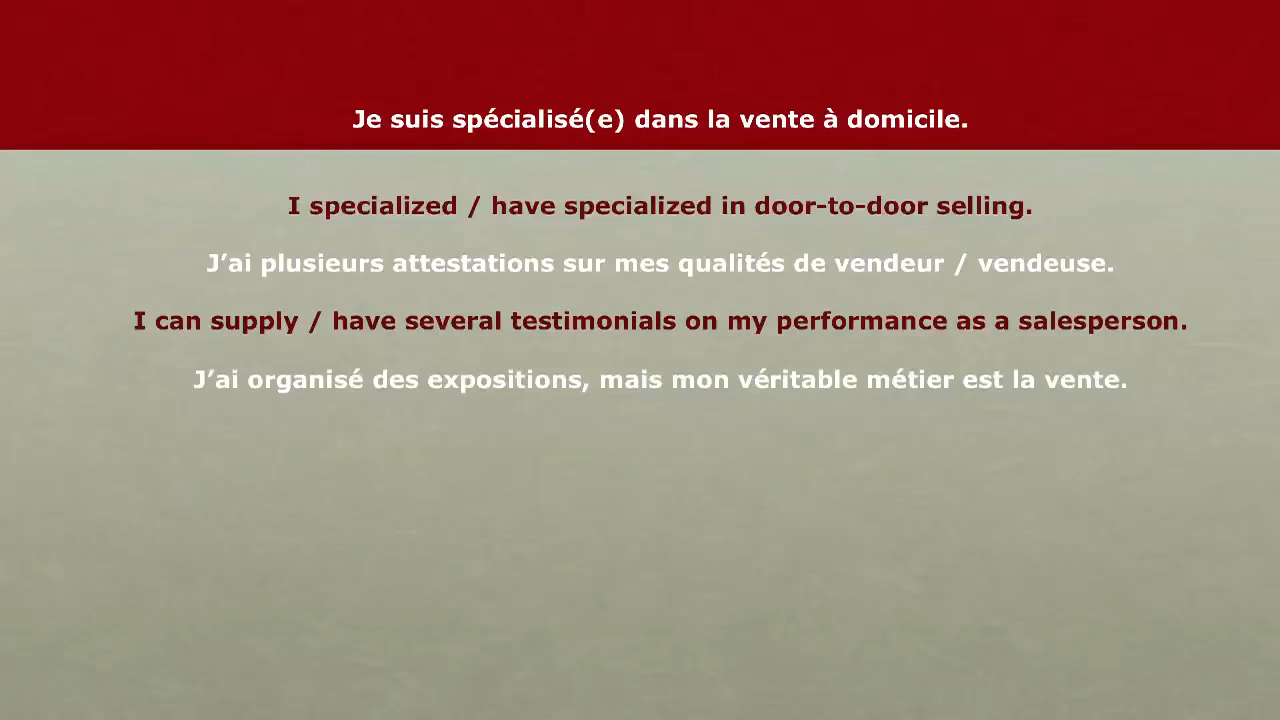 Je suis spécialisé(e) dans la vente à domicile.
I specialized / have specialized in door-to-door selling.
J’ai plusieurs attestations sur mes qualités de vendeur / vendeuse.
I can supply / have several testimonials on my performance as a salesperson.
J’ai organisé des expositions, mais mon véritable métier est la vente.